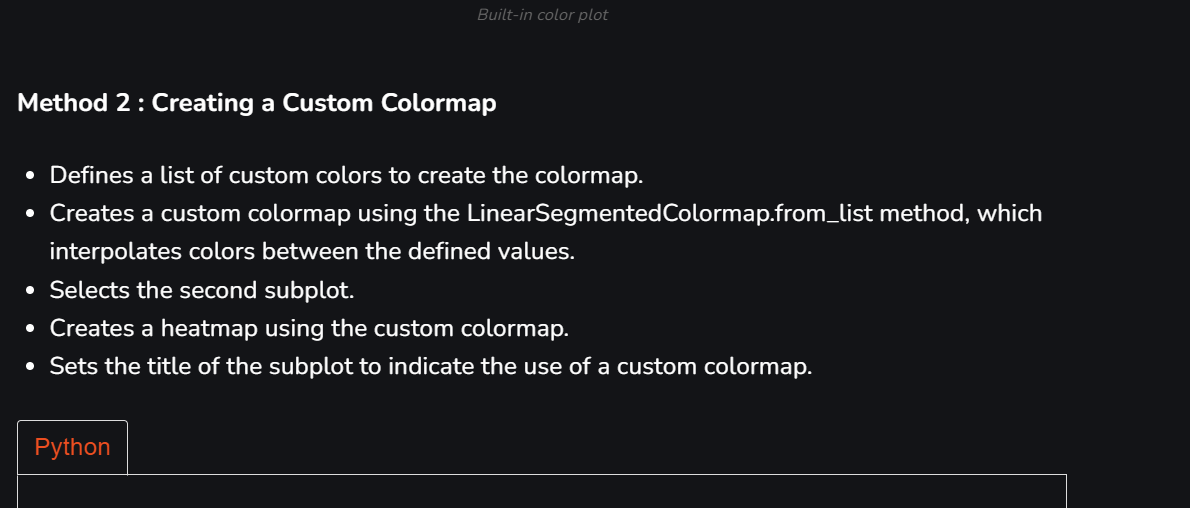 Built-in color plot
Method 2 : Creating a Custom Colormap
• Defines a list of custom colors to create the colormap.
• Creates a custom colormap using the LinearSegmentedColormap.from_list method, which
interpolates colors between the defined values.
• Selects the second subplot.
• Creates a heatmap using the custom colormap.
• Sets the title of the subplot to indicate the use of a custom colormap.
Python